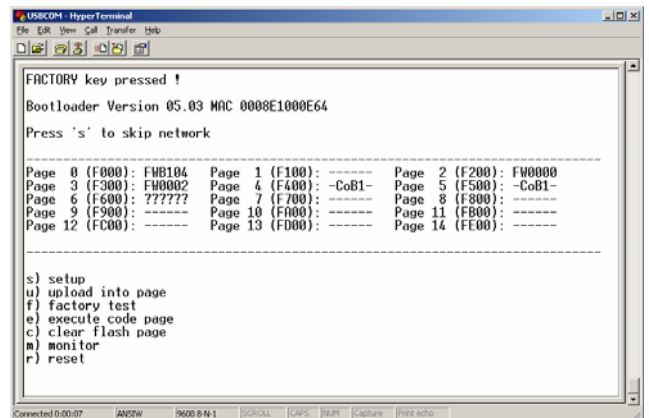 USBCOM - HyperTerminal
File Edit View Call Transfer Help
FACTORY key pressed !
Bootloader Version 05.03 MAC 0008E1000E64
Press 's' to skip network
--------------------------------------------------------------------------------
Page 0 (F000): FWB104 Page 1 (F100): ------ Page 2 (F200): FW0000
Page 3 (F300): FW0002 Page 4 (F400): -CoB1- Page 5 (F500): -CoB1-
Page 6 (F600): ?????? Page 7 (F700): ------ Page 8 (F800): ------
Page 9 (F900): ------ Page 10 (FA00): ------ Page 11 (FB00): ------
Page 12 (FC00): ------ Page 13 (FD00): ------ Page 14 (FE00): ------
--------------------------------------------------------------------------------
s) setup
u) upload into page
f) factory test
e) execute code page
c) clear flash page
m) monitor
r) reset
Connected 0:00:07 ANSIW 9600 8-N-1 SCROLL CAPS NUM Capture Print echo